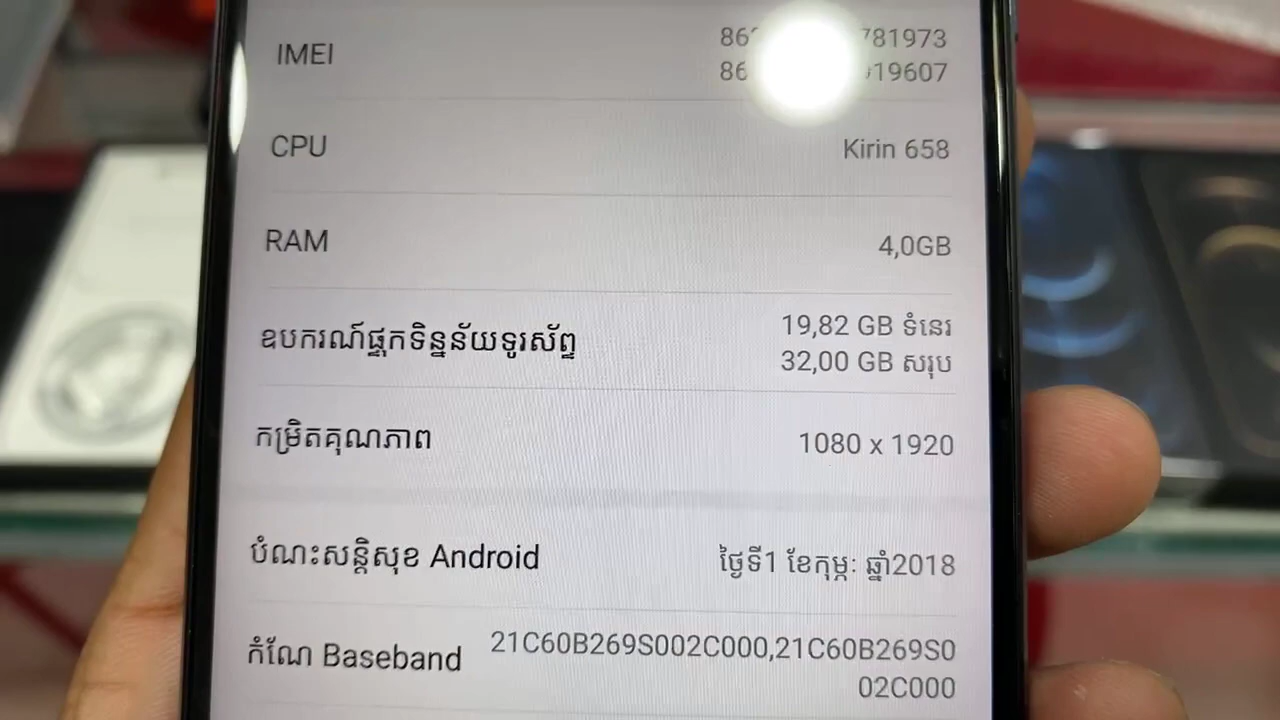 IMEI
CPU
Kirin 658
RAM
4,0GB
ឧបករណ៍ផ្ទុកទិន្នន័យទូរស័ព្ទ
19,82 GB ទំនេរ
32,00 GB សរុប
កម្រិតគុណភាព
1080 x 1920
បំណះសន្តិសុខ Android
ថ្ងៃទី1 ខែកុម្ភៈ ឆ្នាំ2018
កំណែ Baseband
21C60B269S002C000,21C60B269S0
02C000